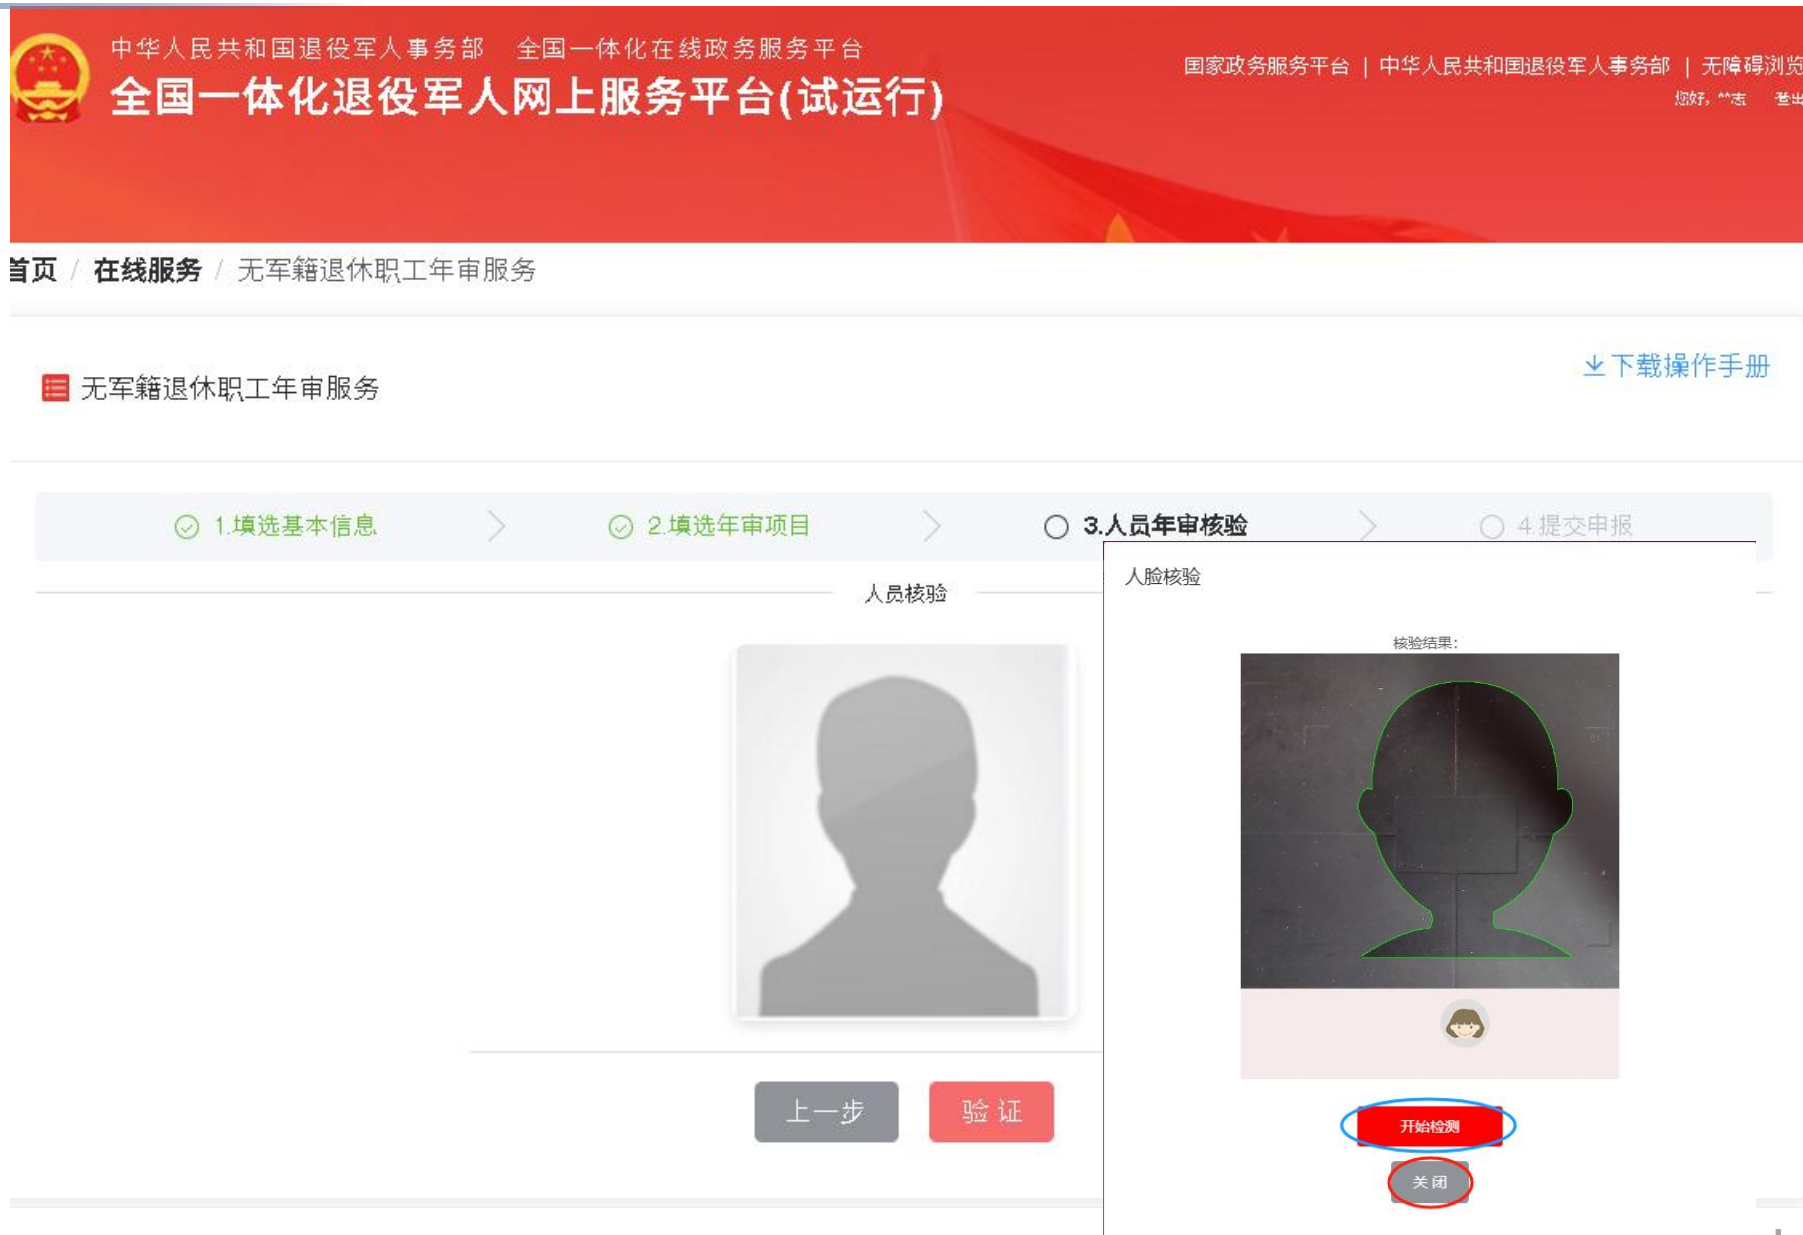 中华人民共和国退役军人事务部 全国一体化在线政务服务平台
全国一体化退役军人网上服务平台(试运行)
国家政务服务平台 | 中华人民共和国退役军人事务部 | 无障碍浏览
您好，**志 登出
首页 / 在线服务 / 无军籍退休职工年审服务
下载操作手册
无军籍退休职工年审服务
1.填选基本信息
2.填选年审项目
3.人员年审核验
4.提交申报
人员核验
上一步
验 证
人脸核验
核验结果：
开始检测
关 闭